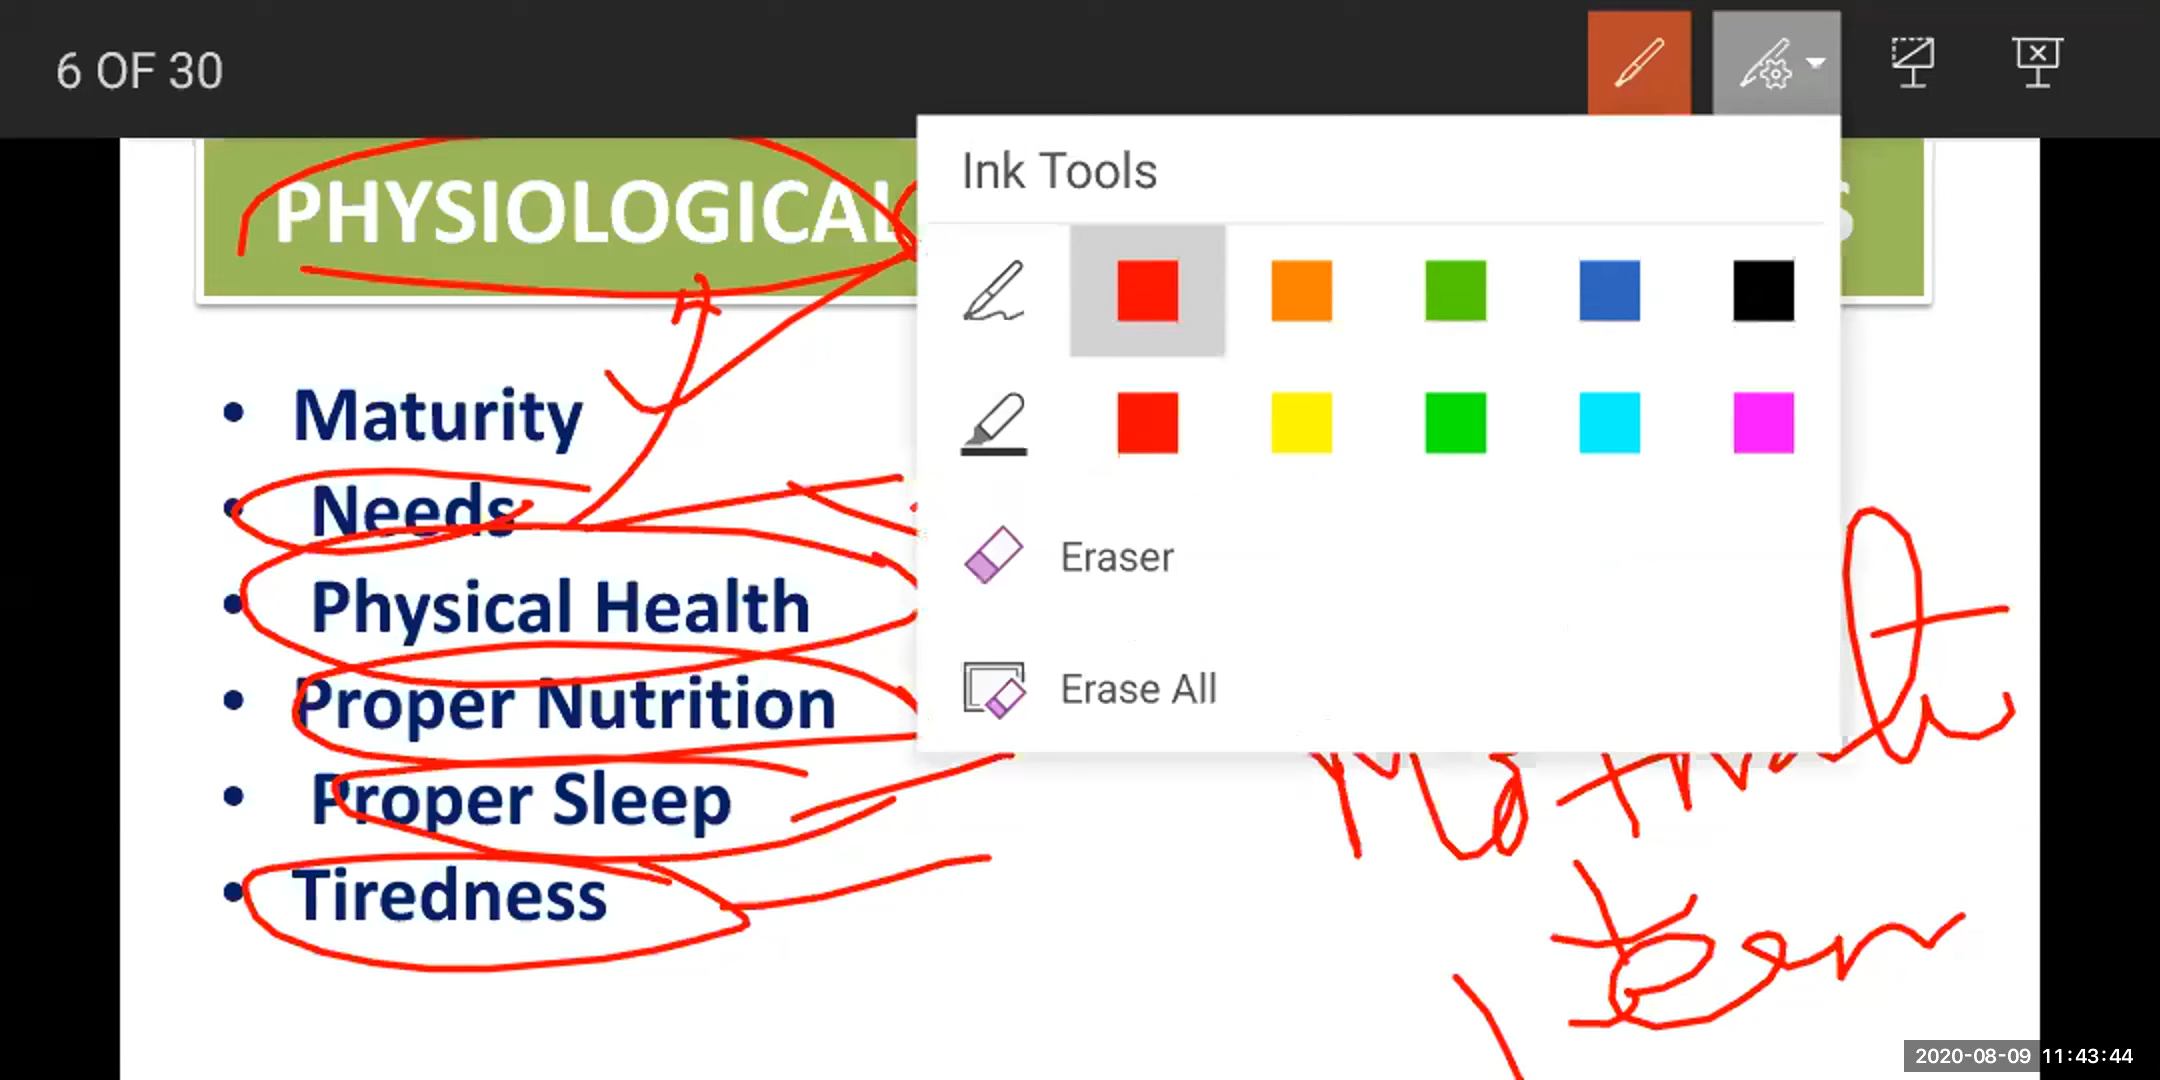 6 OF 30
Ink Tools
PHYSIOLOGICAL
Eraser
Erase All
• Maturity
• Needs
• Physical Health
• Proper Nutrition
• Proper Sleep
• Tiredness
2020-08-09 11:43:44